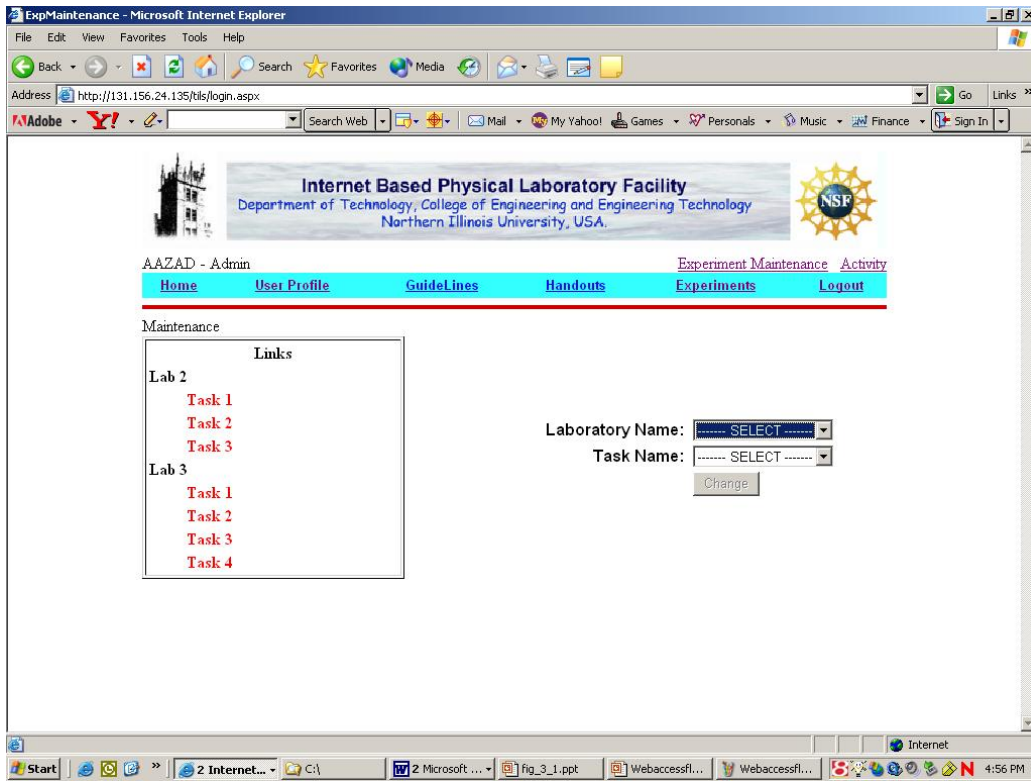 ExpMaintenance - Microsoft Internet Explorer
File Edit View Favorites Tools Help
Back Search Favorites Media
Address http://131.156.24.135/tils/login.aspx Go Links »
Adobe Y! Search Web Mail My Yahoo! Games Personals Music Finance Sign In
Internet Based Physical Laboratory Facility
Department of Technology, College of Engineering and Engineering Technology
Northern Illinois University, USA.
NSF
AAZAD - Admin Experiment Maintenance Activity
Home User Profile GuideLines Handouts Experiments Logout
Maintenance
Links
Lab 2
Task 1
Task 2
Task 3
Lab 3
Task 1
Task 2
Task 3
Task 4
Laboratory Name: ------- SELECT -------
Task Name: ------- SELECT -------
Change
Internet
Start » 2 Internet... C:\ 2 Microsoft ... fig_3_1.ppt Webaccessfl... Webaccessfl... 4:56 PM